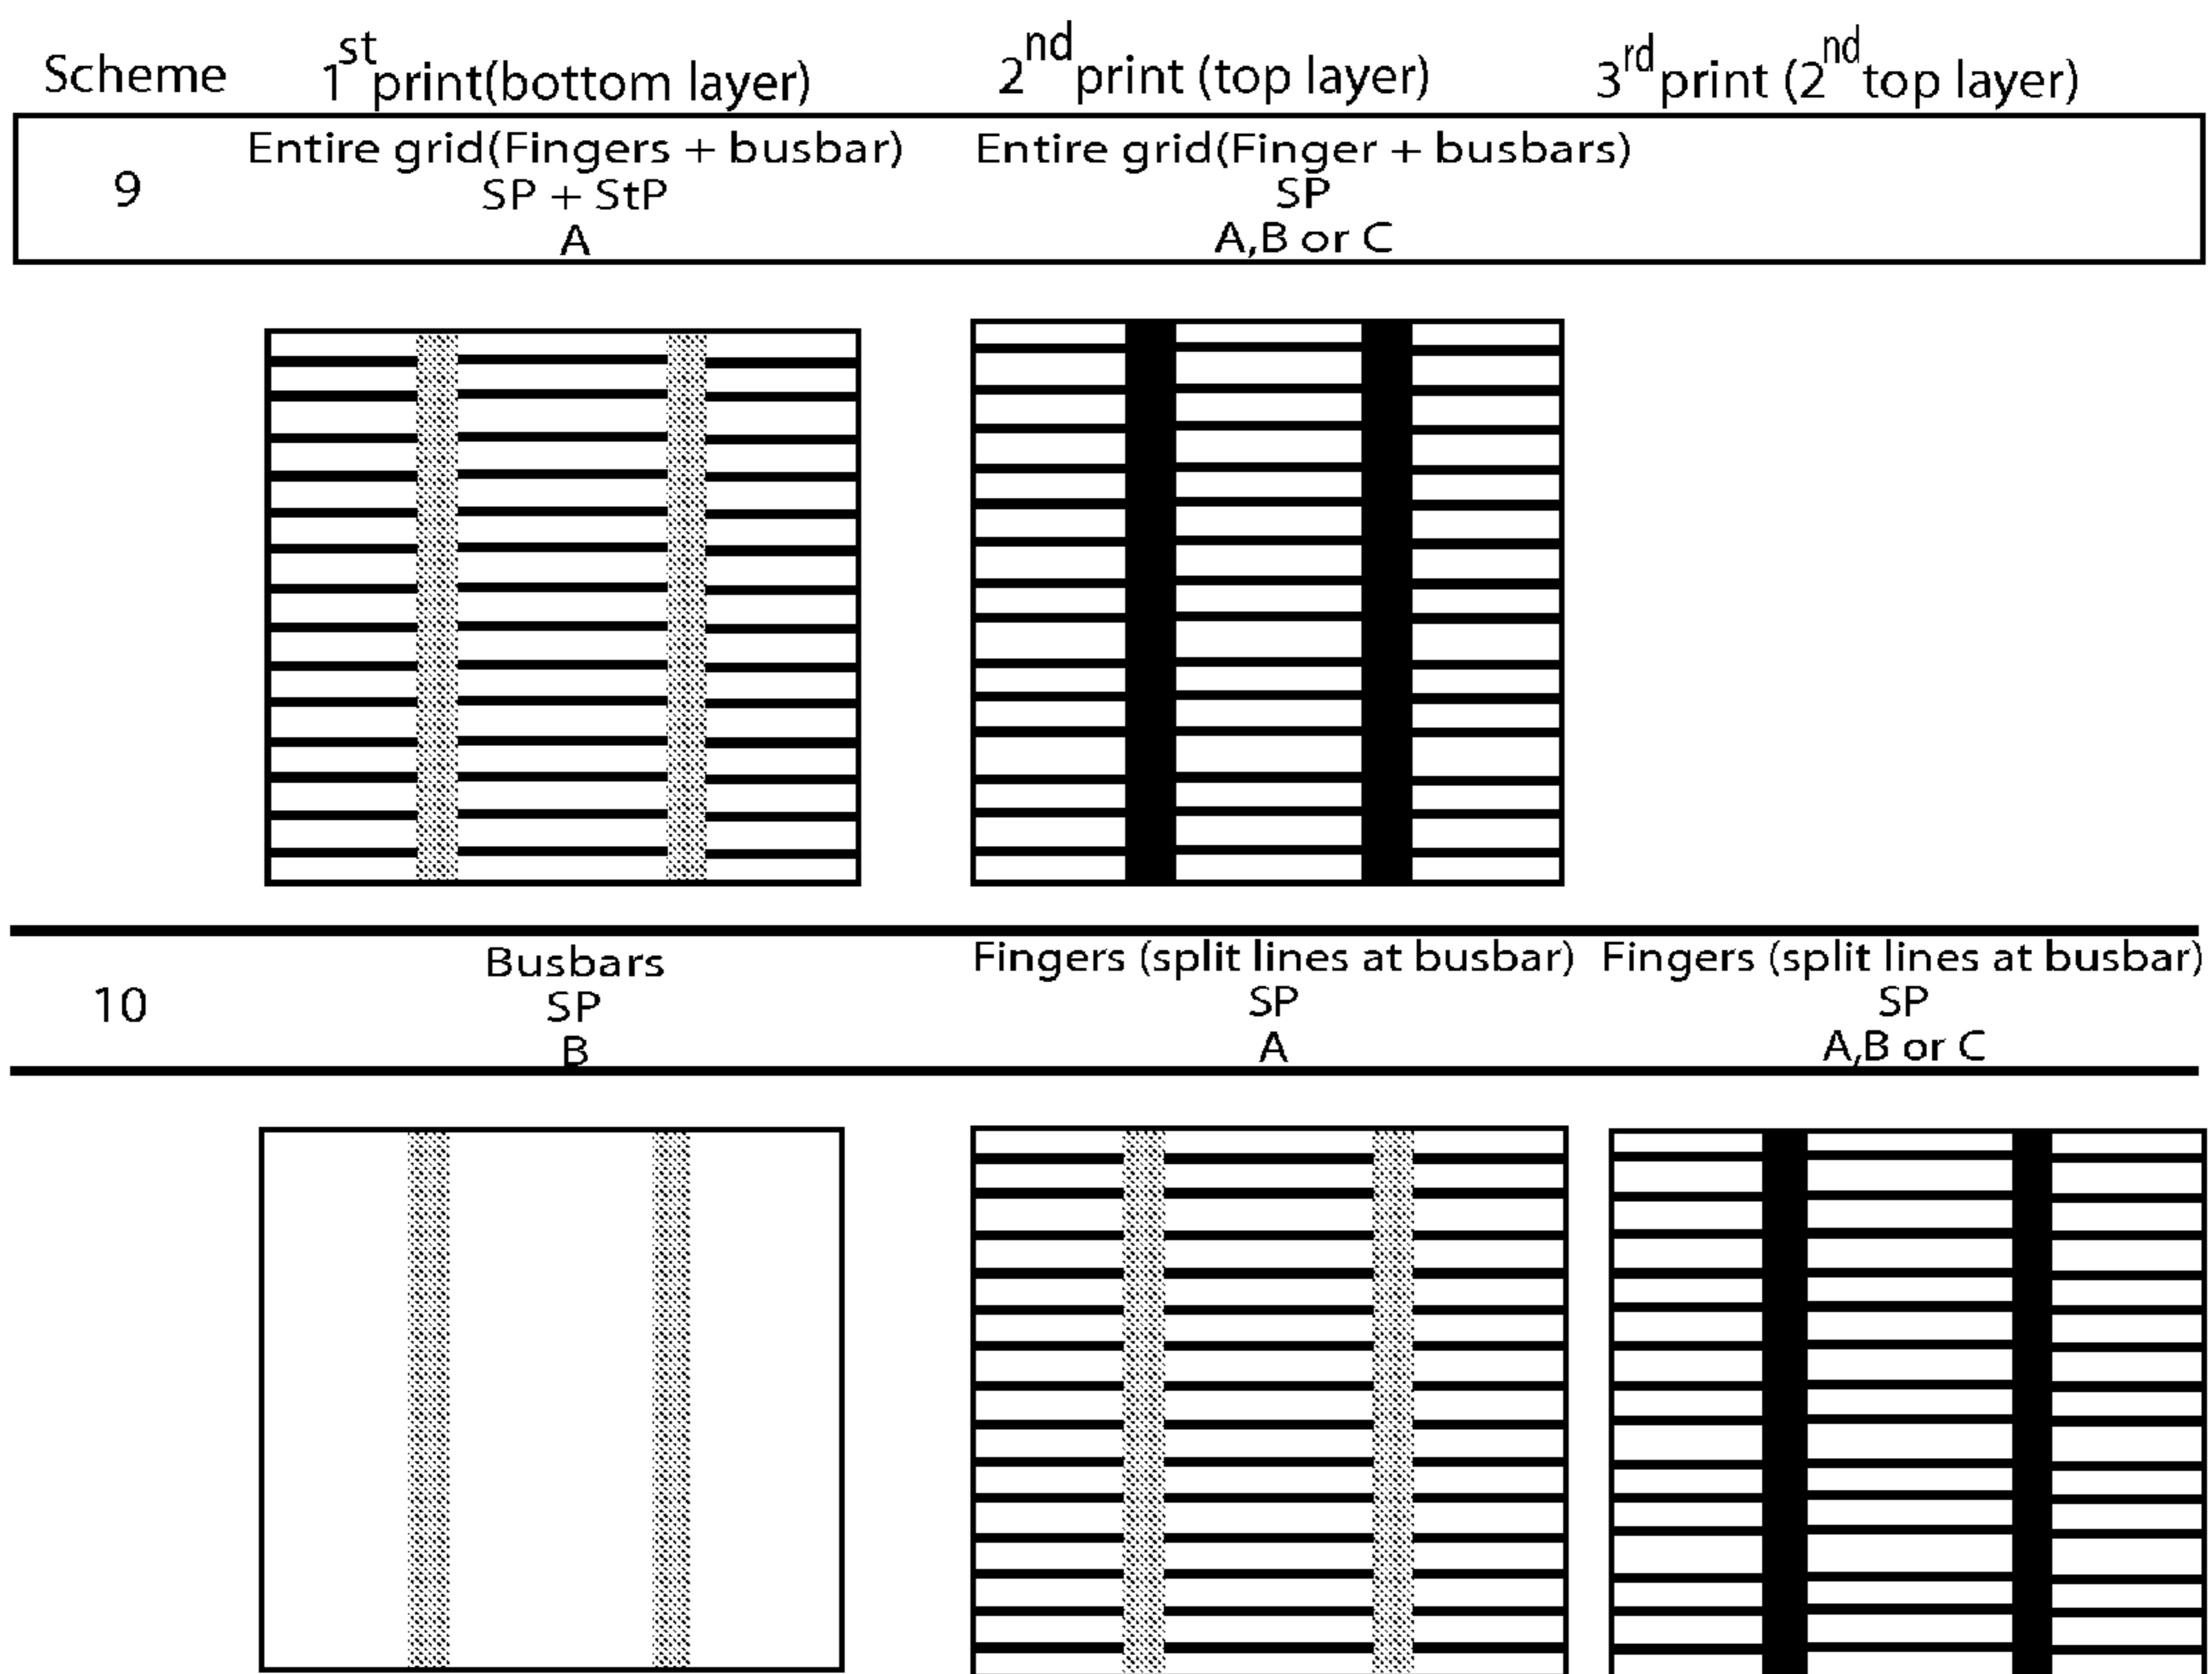 Scheme 1st print(bottom layer) 2nd print (top layer) 3rd print (2nd top layer)
9
Entire grid(Fingers + busbar)
SP + StP
A
Entire grid(Finger + busbars)
SP
A,B or C
10
Busbars
SP
B
Fingers (split lines at busbar)
SP
A
Fingers (split lines at busbar)
SP
A,B or C